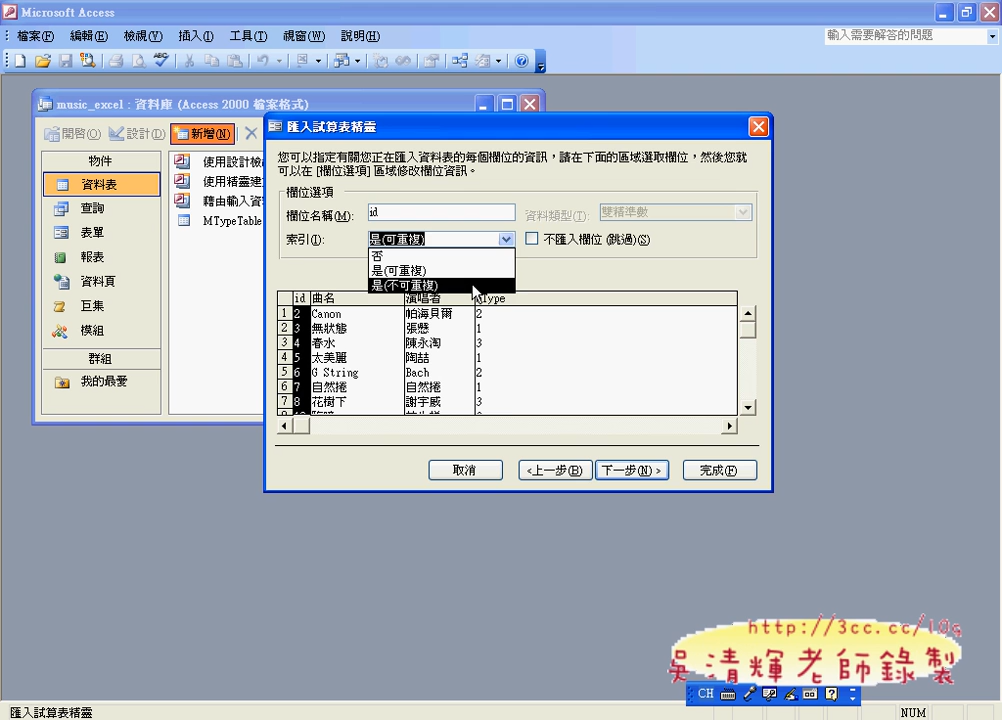 Microsoft Access
檔案(F) 編輯(E) 檢視(V) 插入(I) 工具(T) 視窗(W) 說明(H) 輸入需要解答的問題
music_excel : 資料庫 (Access 2000 檔案格式)
開啓(O) 設計(D) 新增(N)
物件
資料表
查詢
表單
報表
資料頁
巨集
模組
群組
我的最愛
使用設計檢
使用精靈建
藉由輸入資
MTypeTable
匯入試算表精靈
您可以指定有關您正在匯入資料表的每個欄位的資訊，請在下面的區域選取欄位，然後您就
可以在 [欄位選項] 區域修改欄位資訊。
欄位選項
欄位名稱(M): id 資料類型(T): 雙精準數
索引(I): 是(可重複) 不匯入欄位 (跳過)(S)
否
是(可重複)
是(不可重複)
id 曲名 演唱者 Type
1 2 Canon 帕海貝爾 2
2 3 無狀態 張懸 1
3 4 春水 陳永淘 3
4 5 太美麗 陶喆 1
5 6 G String Bach 2
6 7 自然捲 自然捲 1
7 8 花樹下 謝宇威 3
取消 <上一步(B) 下一步(N) > 完成(F)
http://3cc.cc/10q
吳清輝老師錄製
CH
匯入試算表精靈 NUM